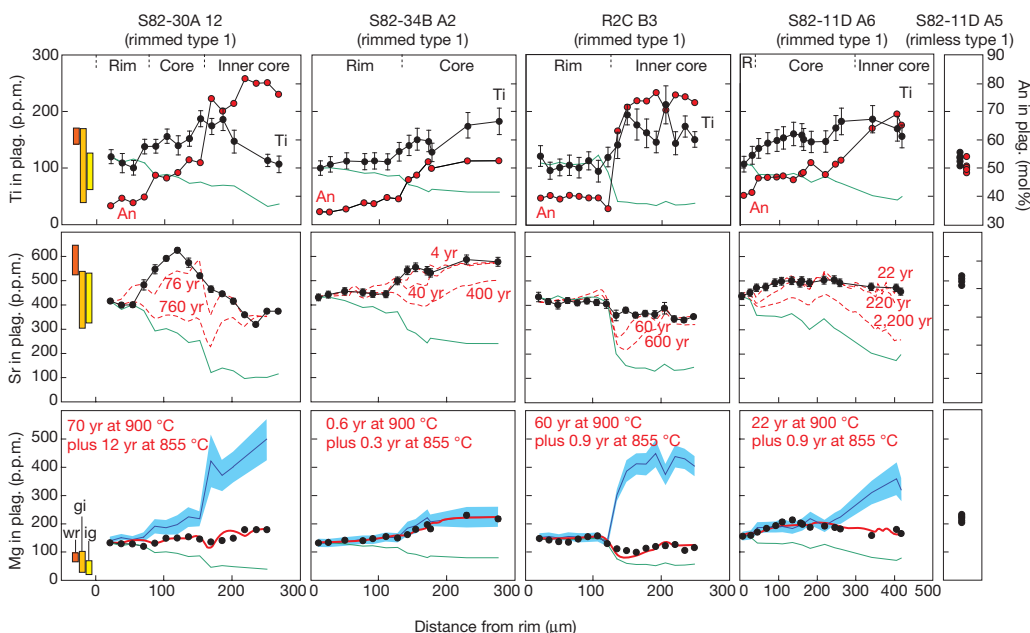 S82-30A 12
(rimmed type 1)
S82-34B A2
(rimmed type 1)
R2C B3
(rimmed type 1)
S82-11D A6
(rimmed type 1)
S82-11D A5
(rimless type 1)
Ti in plag. (p.p.m.)
300
200
100
0
Rim
Core
Inner core
Ti
An
Rim
Core
Ti
An
Rim
Inner core
Ti
An
R
Core
Inner core
Ti
An
90
80
70
60
50
40
30
An in plag. (mol%)
Sr in plag. (p.p.m.)
600
500
400
300
200
100
0
76 yr
760 yr
4 yr
40 yr
400 yr
60 yr
600 yr
22 yr
220 yr
2,200 yr
Mg in plag. (p.p.m.)
500
400
300
200
100
0
70 yr at 900 °C
plus 12 yr at 855 °C
gi
wr
ig
0.6 yr at 900 °C
plus 0.3 yr at 855 °C
60 yr at 900 °C
plus 0.9 yr at 855 °C
22 yr at 900 °C
plus 0.9 yr at 855 °C
0 100 200 300
100 200 300
0 100 200 300
0 100 200 300 400 500
Distance from rim (μm)